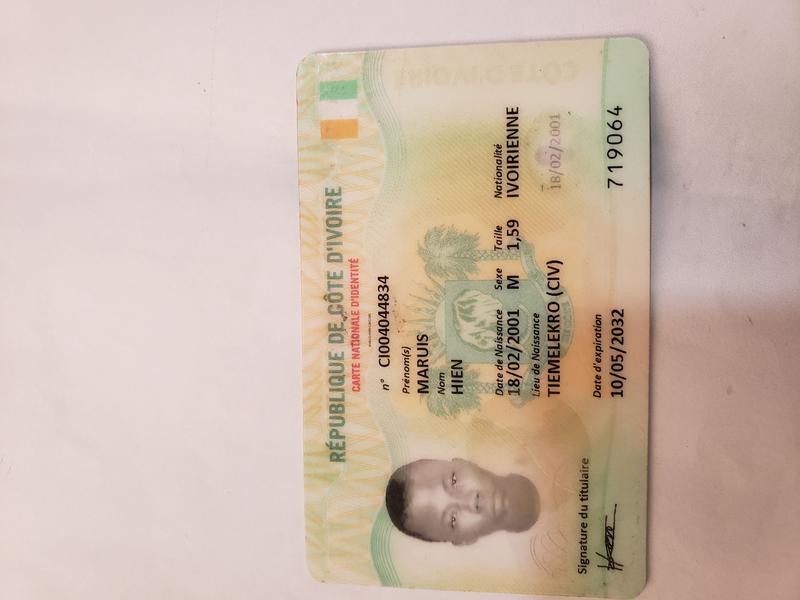 RÉPUBLIQUE DE CÔTE D'IVOIRE
CARTE NATIONALE D'IDENTITÉ
n° CI004044834
Prénom(s)
MARUIS
Nom
HIEN
Date de Naissance Sexe Taille Nationalité
18/02/2001 M 1,59 IVOIRIENNE
Lieu de Naissance
TIEMELEKRO (CIV)
18/02/2001
Date d'expiration
10/05/2032
719064
Signature du titulaire
CÔTE D'IVOIRE